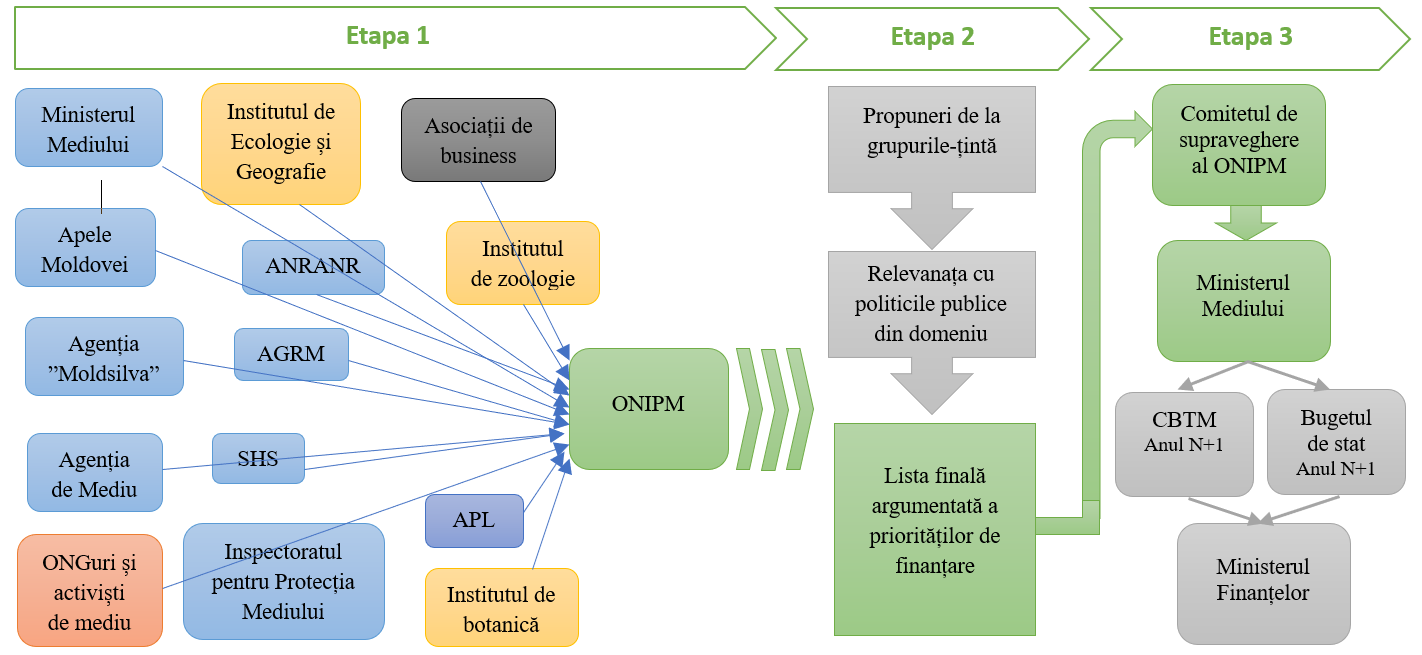 Etapa 1
Etapa 2
Etapa 3
Ministerul
Mediului
Institutul de
Ecologie și
Geografie
Asociații de
business
Apele
Moldovei
ANRANR
Institutul
de zoologie
Agenția
”Moldsilva”
AGRM
ONIPM
Agenția
de Mediu
SHS
APL
ONGuri și
activiști
de mediu
Inspectoratul
pentru Protecția
Mediului
Institutul de
botanică
Propuneri de la
grupurile-țintă
Relevanața cu
politicile publice
din domeniu
Lista finală
argumentată a
priorităților de
finanțare
Comitetul de
supraveghere
al ONIPM
Ministerul
Mediului
CBTM
Anul N+1
Bugetul
de stat
Anul N+1
Ministerul
Finanțelor